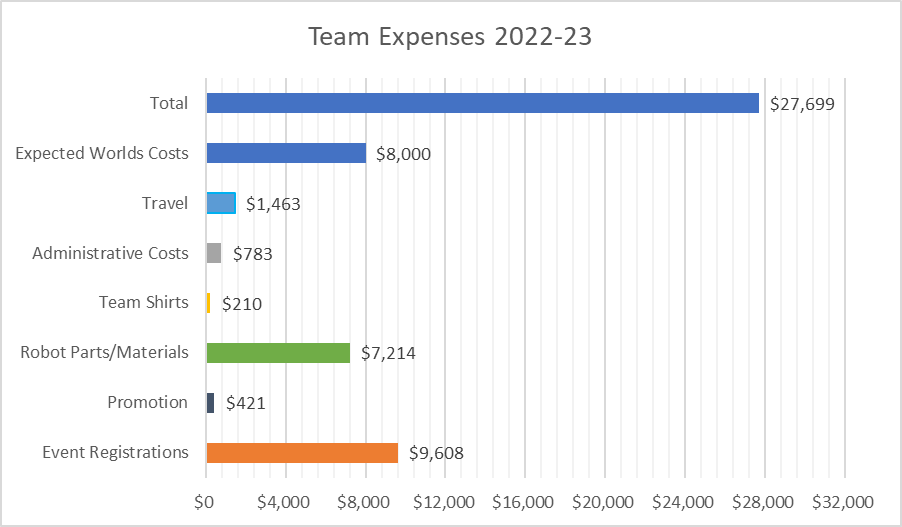 Team Expenses 2022-23
Total $27,699
Expected Worlds Costs $8,000
Travel $1,463
Administrative Costs $783
Team Shirts $210
Robot Parts/Materials $7,214
Promotion $421
Event Registrations $9,608
$0 $4,000 $8,000 $12,000 $16,000 $20,000 $24,000 $28,000 $32,000